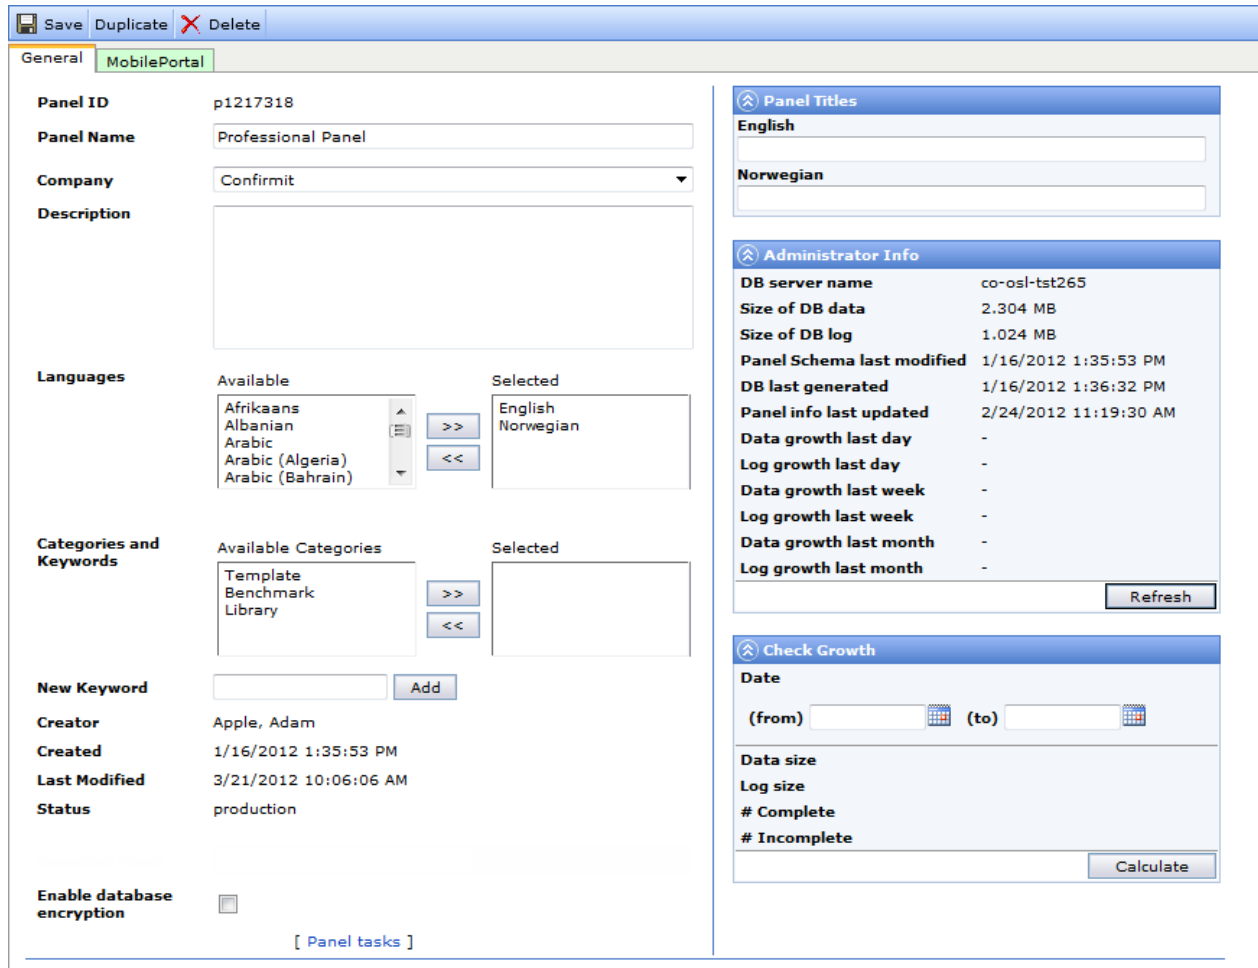 Save Duplicate Delete
General MobilePortal
Panel ID p1217318
Panel Name Professional Panel
Company Confirmit
Description
Languages Available Selected
Afrikaans
Albanian
Arabic
Arabic (Algeria)
Arabic (Bahrain)
>>
<<
English
Norwegian
Categories and
Keywords
Available Categories Selected
Template
Benchmark
Library
>>
<<
New Keyword Add
Creator Apple, Adam
Created 1/16/2012 1:35:53 PM
Last Modified 3/21/2012 10:06:06 AM
Status production
Enable database
encryption
[ Panel tasks ]
Panel Titles
English
Norwegian
Administrator Info
DB server name co-osl-tst265
Size of DB data 2.304 MB
Size of DB log 1.024 MB
Panel Schema last modified 1/16/2012 1:35:53 PM
DB last generated 1/16/2012 1:36:32 PM
Panel info last updated 2/24/2012 11:19:30 AM
Data growth last day -
Log growth last day -
Data growth last week -
Log growth last week -
Data growth last month -
Log growth last month -
Refresh
Check Growth
Date
(from) (to)
Data size
Log size
# Complete
# Incomplete
Calculate